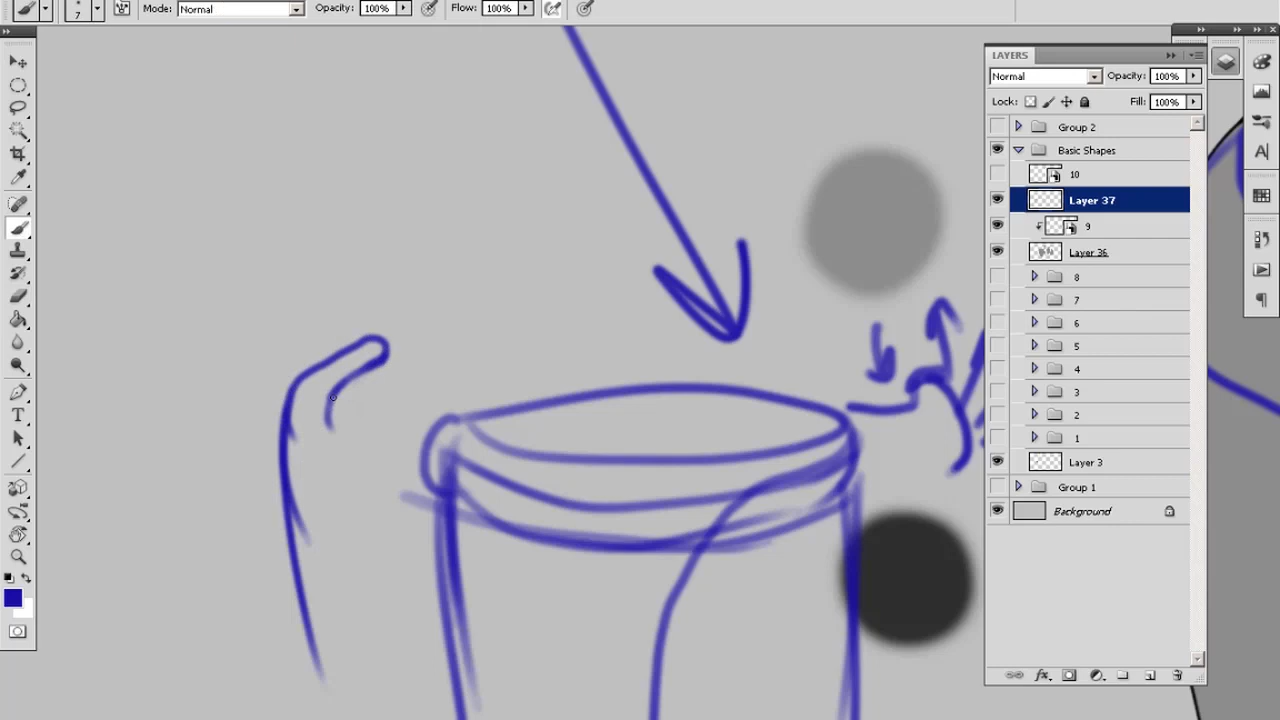 Mode: Normal Opacity: 100% Flow: 100%
7
LAYERS
Normal Opacity: 100%
Lock: Fill: 100%
Group 2
Basic Shapes
10
Layer 37
9
Layer 36
8
7
6
5
4
3
2
1
Layer 3
Group 1
Background